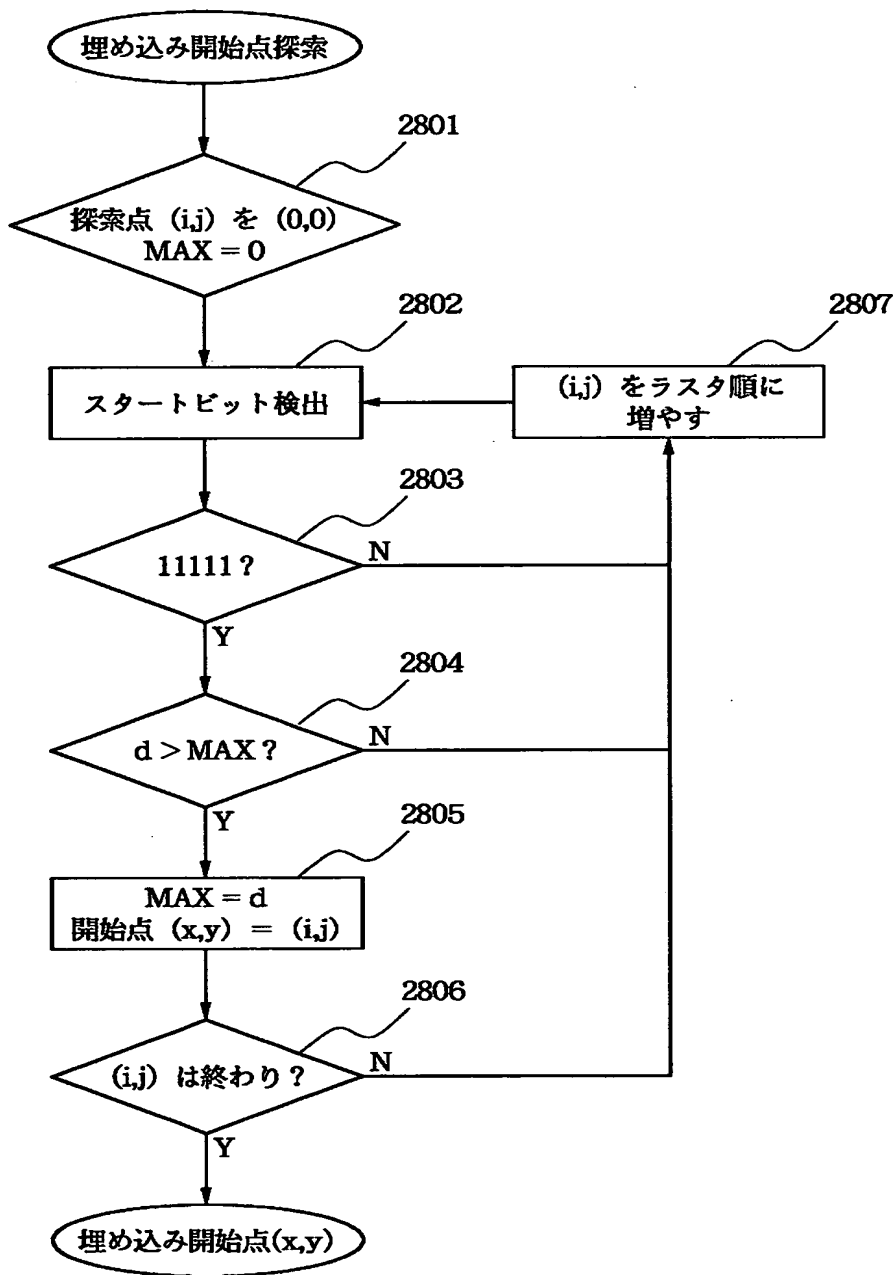 埋め込み開始点探索
2801
探索点 (i,j) を (0,0)
MAX = 0
2802
スタートビット検出
2807
(i,j) をラスタ順に
増やす
2803
11111?
N
Y
2804
d > MAX?
N
Y
2805
MAX = d
開始点 (x,y) = (i,j)
2806
(i,j) は終わり?
N
Y
埋め込み開始点(x,y)